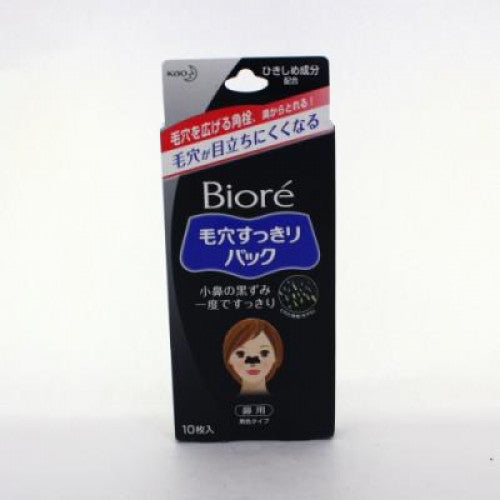 Kao
ひきしめ成分
配合
毛穴を広げる角栓、奥からとれる!
毛穴が目立ちにくくなる
Bioré
毛穴すっきり
パック
小鼻の黒ずみ
一度ですっきり
鼻用
黒色タイプ
10枚入